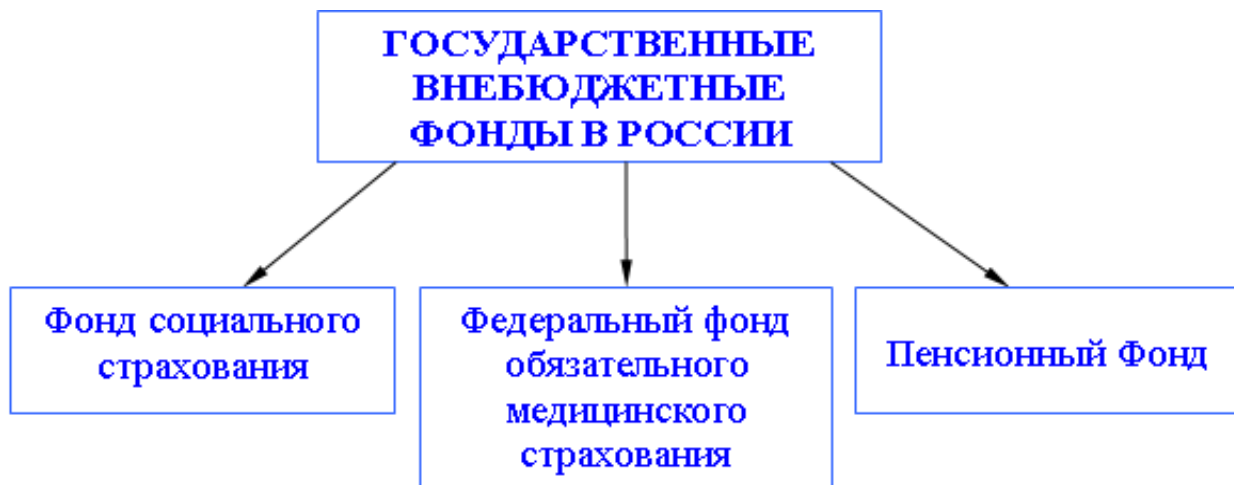 ГОСУДАРСТВЕННЫЕ
ВНЕБЮДЖЕТНЫЕ
ФОНДЫ В РОССИИ
Фонд социального
страхования
Федеральный фонд
обязательного
медицинского
страхования
Пенсионный Фонд